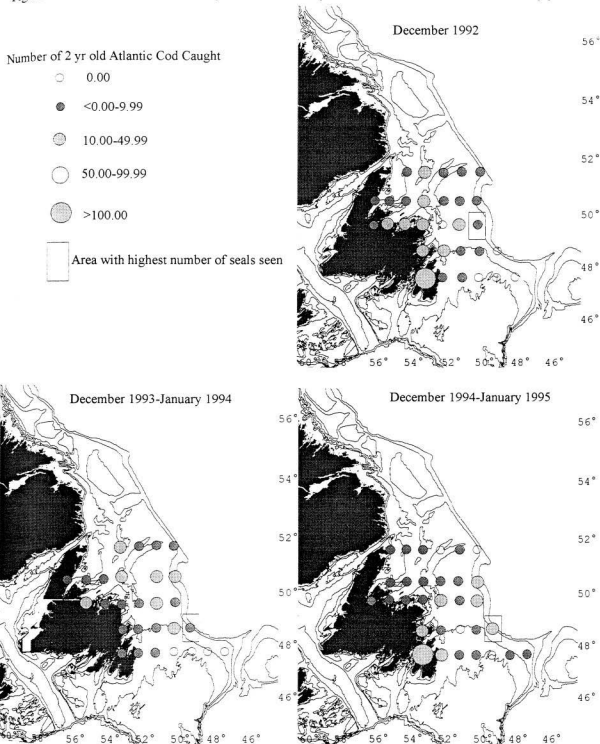 December 1992
Number of 2 yr old Atlantic Cod Caught
0.00
<0.00-9.99
10.00-49.99
50.00-99.99
>100.00
Area with highest number of seals seen
56°
54°
52°
50°
48°
46°
60° 58° 56° 54° 52° 50° 48° 46°
December 1993-January 1994
56°
54°
52°
50°
48°
46°
56° 54° 52° 50° 48° 46°
December 1994-January 1995
56°
54°
52°
50°
48°
46°
60° 58° 56° 54° 52° 50° 48° 46°